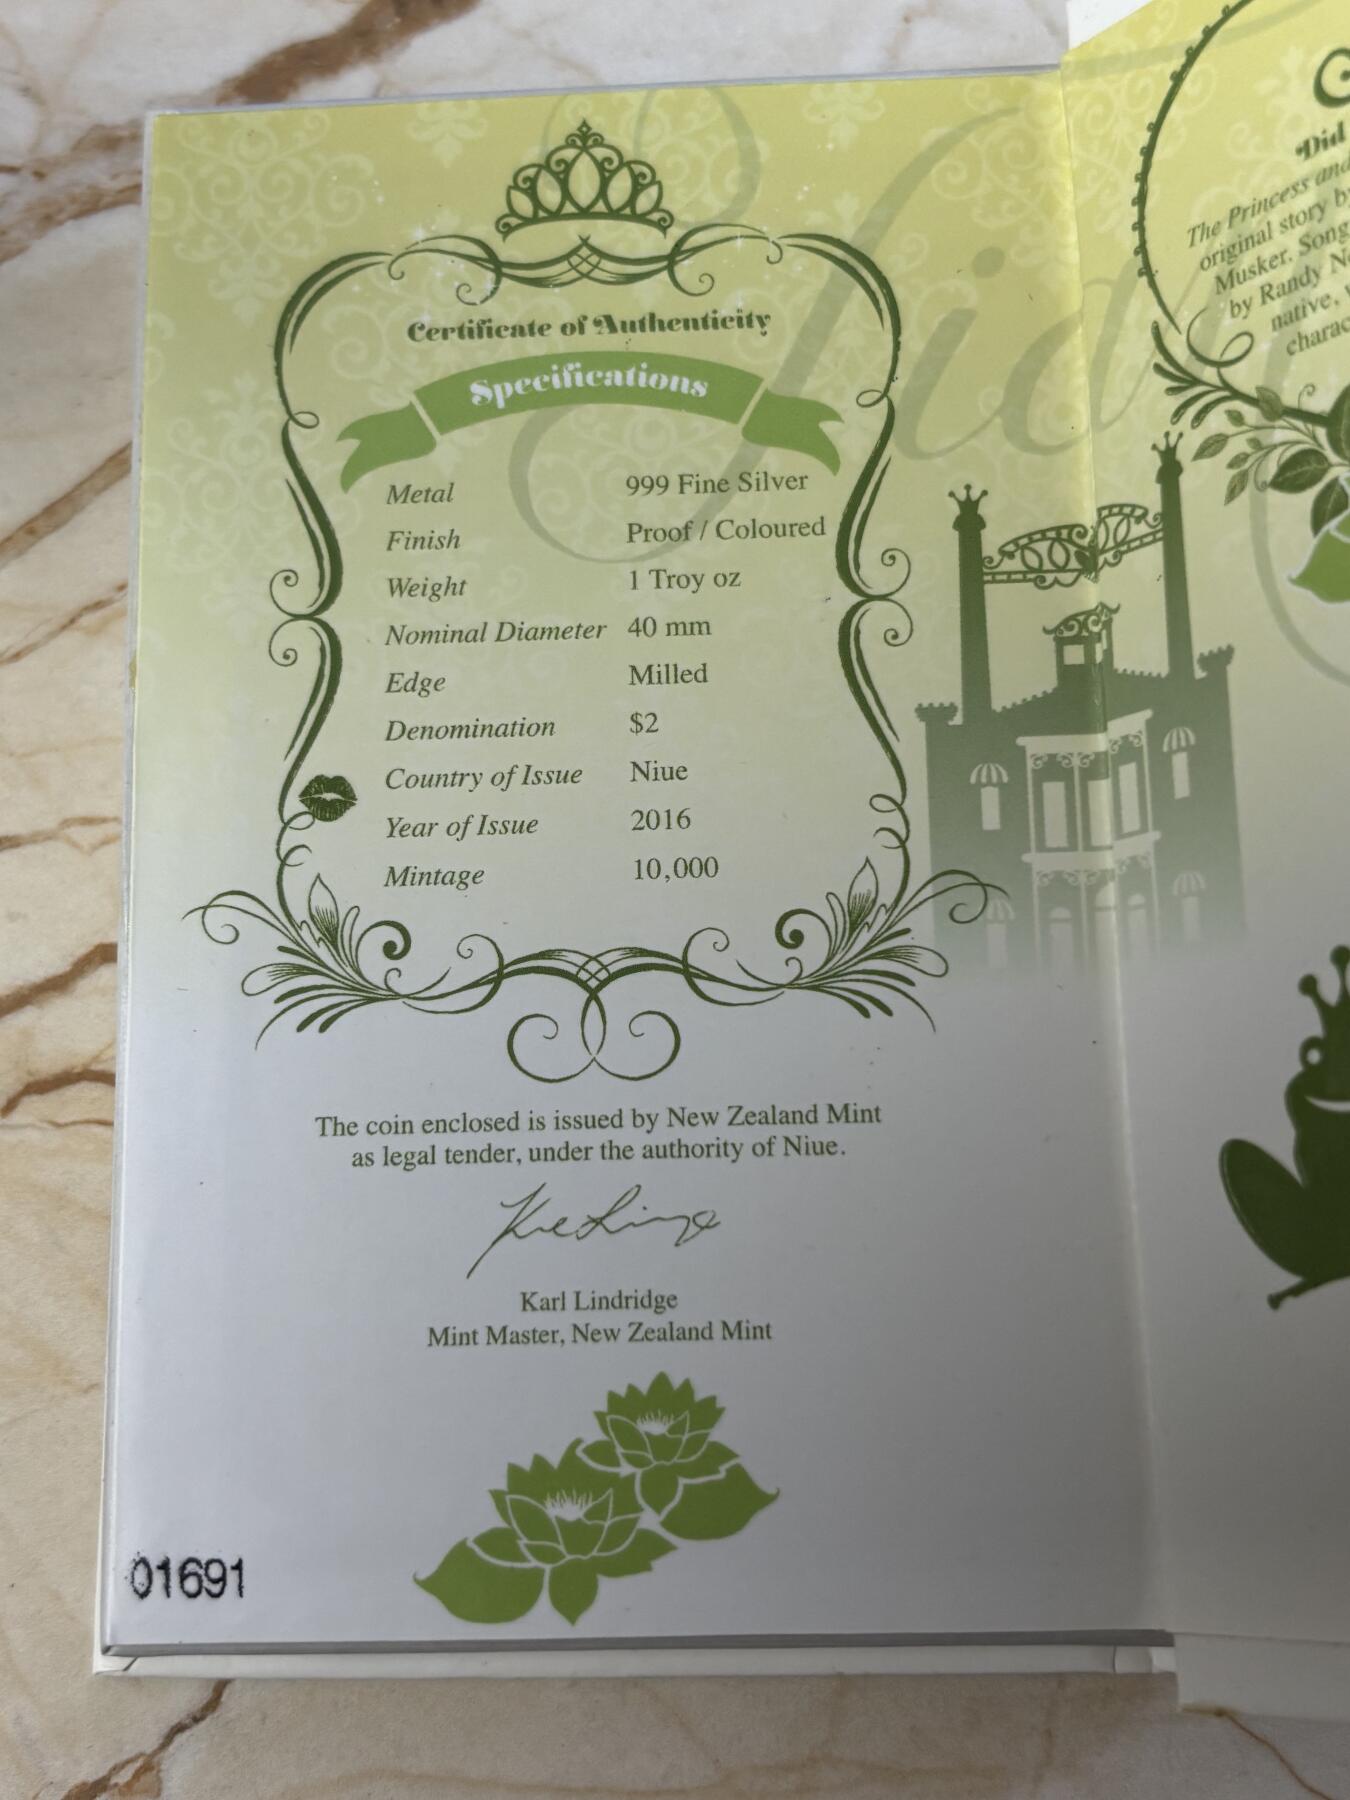 Certificate of Authenticity
Specifications
Metal 999 Fine Silver
Finish Proof / Coloured
Weight 1 Troy oz
Nominal Diameter 40 mm
Edge Milled
Denomination $2
Country of Issue Niue
Year of Issue 2016
Mintage 10,000
The coin enclosed is issued by New Zealand Mint
as legal tender, under the authority of Niue.
Karl Lindridge
Mint Master, New Zealand Mint
01691
Did
The Princess and
original story by
Musker. Song
by Randy
native,